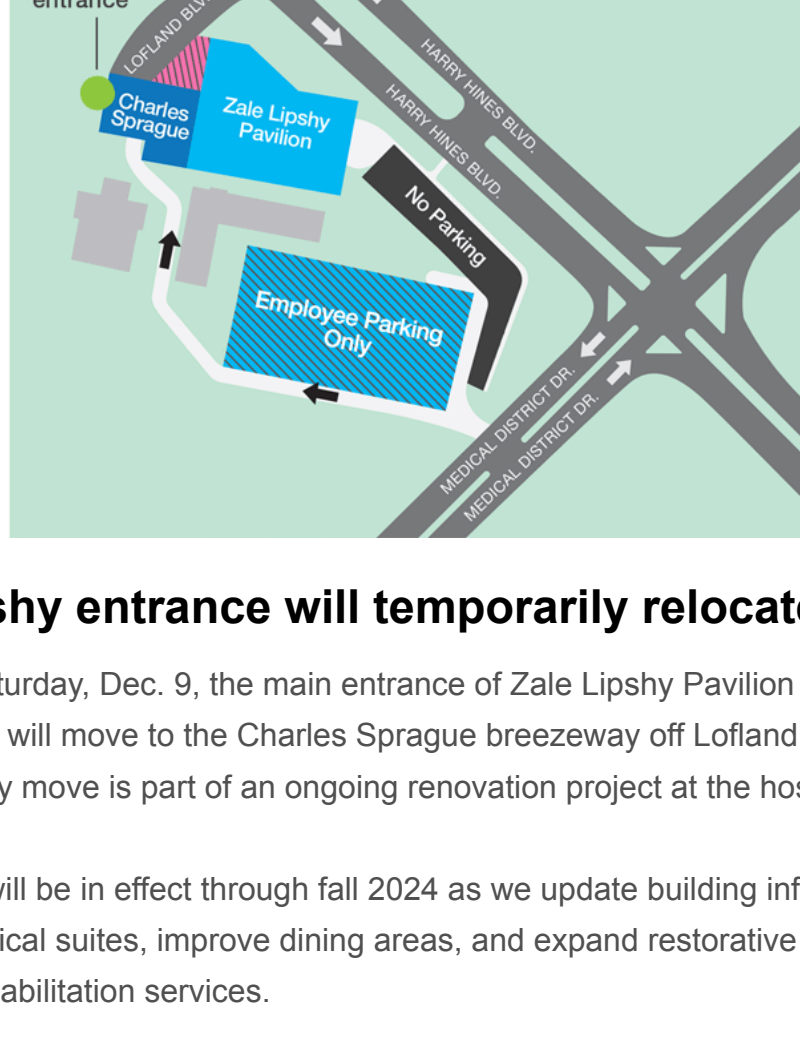 entrance
LOFLAND BLVD.
HARRY HINES BLVD.
HARRY HINES BLVD.
Charles
Sprague
Zale Lipshy
Pavilion
No Parking
Employee Parking
Only
MEDICAL DISTRICT DR.
MEDICAL DISTRICT DR.
shy entrance will temporarily relocate
turday, Dec. 9, the main entrance of Zale Lipshy Pavilion
will move to the Charles Sprague breezeway off Lofland
y move is part of an ongoing renovation project at the hos
will be in effect through fall 2024 as we update building inf
ical suites, improve dining areas, and expand restorative
abilitation services.